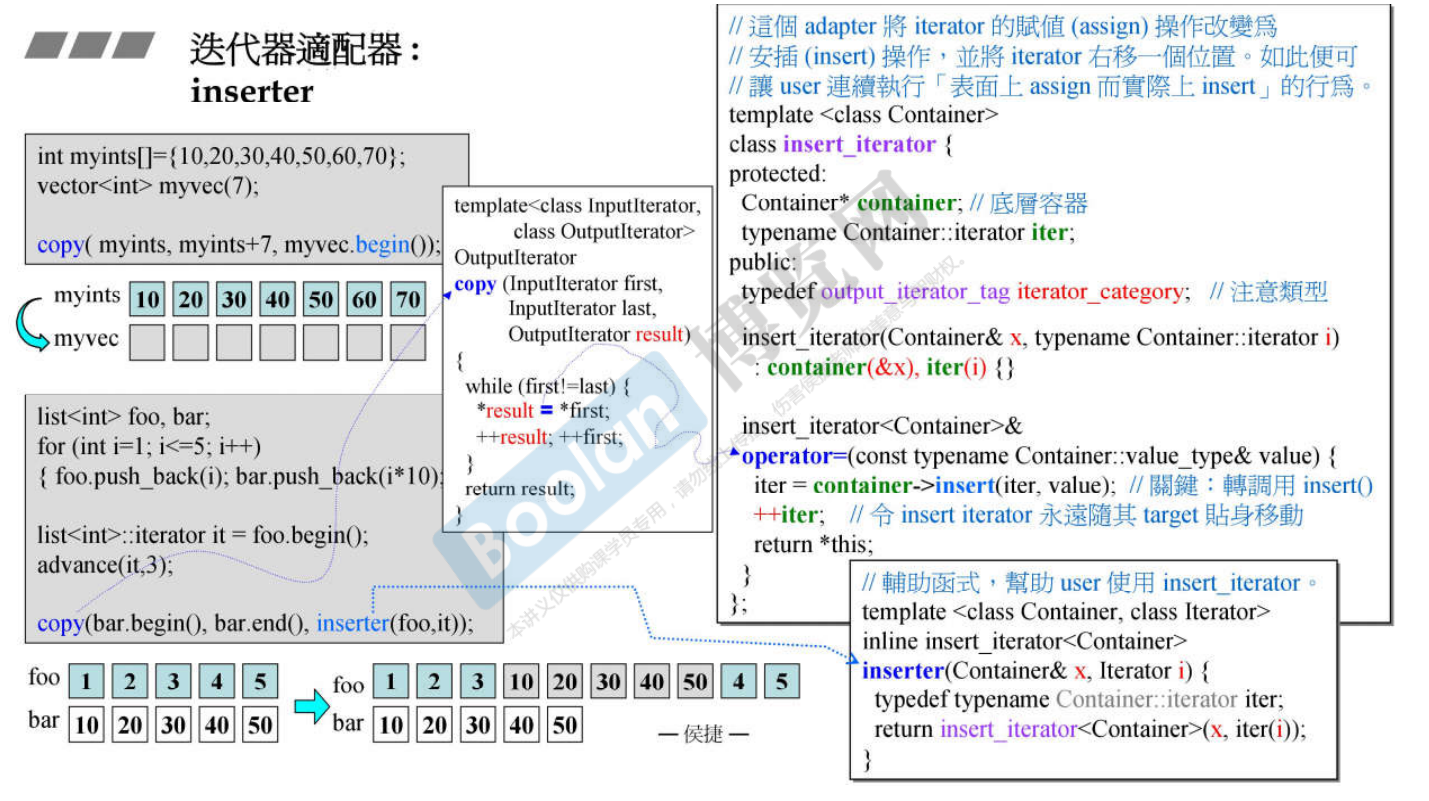 迭代器適配器 :
inserter
int myints[]={10,20,30,40,50,60,70};
vector<int> myvec(7);
copy( myints, myints+7, myvec.begin());
myints 10 20 30 40 50 60 70
myvec
list<int> foo, bar;
for (int i=1; i<=5; i++)
{ foo.push_back(i); bar.push_back(i*10);
list<int>::iterator it = foo.begin();
advance(it,3);
copy(bar.begin(), bar.end(), inserter(foo,it));
foo 1 2 3 4 5
bar 10 20 30 40 50
foo 1 2 3 10 20 30 40 50 4 5
bar 10 20 30 40 50
template<class InputIterator,
class OutputIterator>
OutputIterator
copy (InputIterator first,
InputIterator last,
OutputIterator result)
{
while (first!=last) {
*result = *first;
++result; ++first;
}
return result;
}
// 這個 adapter 將 iterator 的賦值 (assign) 操作改變爲
// 安插 (insert) 操作，並將 iterator 右移一個位置。如此便可
// 讓 user 連續執行「表面上 assign 而實際上 insert」的行爲。
template <class Container>
class insert_iterator {
protected:
Container* container; // 底層容器
typename Container::iterator iter;
public:
typedef output_iterator_tag iterator_category; // 注意類型
insert_iterator(Container& x, typename Container::iterator i)
: container(&x), iter(i) {}
insert_iterator<Container>&
operator=(const typename Container::value_type& value) {
iter = container->insert(iter, value); // 關鍵：轉調用 insert()
++iter; // 令 insert iterator 永遠隨其 target 貼身移動
return *this;
}
};
// 輔助函式，幫助 user 使用 insert_iterator。
template <class Container, class Iterator>
inline insert_iterator<Container>
inserter(Container& x, Iterator i) {
typedef typename Container::iterator iter;
return insert_iterator<Container>(x, iter(i));
}
— 侯捷 —
Boolan 博览网
本讲义仅供购课学员专用，请勿